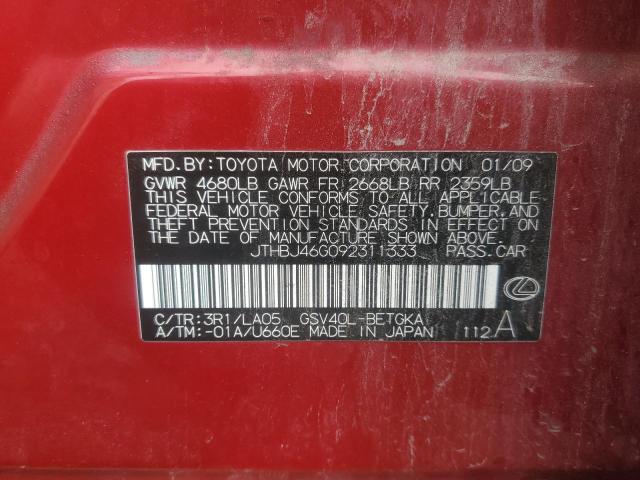 MFD. BY: TOYOTA MOTOR CORPORATION 01/09
GVWR 4680LB GAWR FR 2668LB RR 2359LB
THIS VEHICLE CONFORMS TO ALL APPLICABLE
FEDERAL MOTOR VEHICLE SAFETY, BUMPER, AND
THEFT PREVENTION STANDARDS IN EFFECT ON
THE DATE OF MANUFACTURE SHOWN ABOVE.
JTHBJ46G092311333 PASS. CAR
C/TR: 3R1/LA05 GSV40L-BETGKA
A/TM: -01A/U660E MADE IN JAPAN 112 A